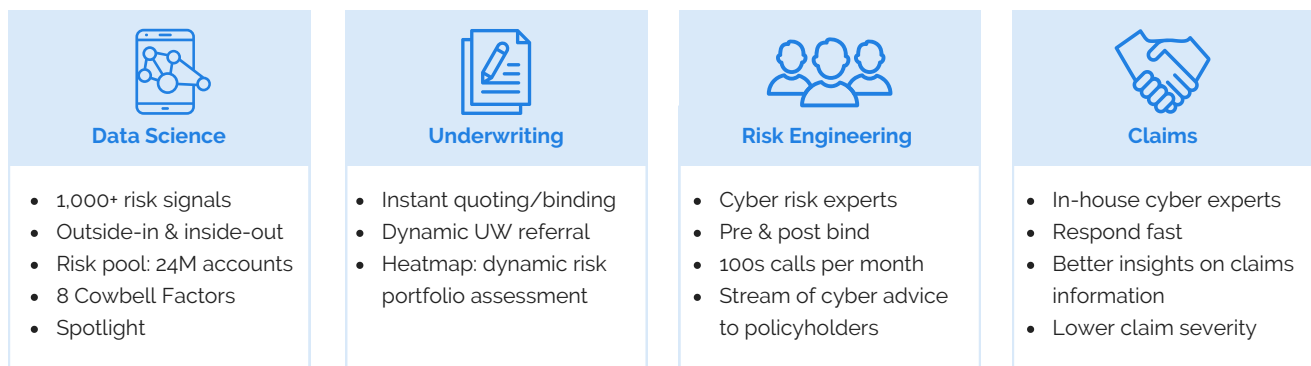 Data Science
• 1,000+ risk signals
• Outside-in & inside-out
• Risk pool: 24M accounts
• 8 Cowbell Factors
• Spotlight
Underwriting
• Instant quoting/binding
• Dynamic UW referral
• Heatmap: dynamic risk
portfolio assessment
Risk Engineering
• Cyber risk experts
• Pre & post bind
• 100s calls per month
• Stream of cyber advice
to policyholders
Claims
• In-house cyber experts
• Respond fast
• Better insights on claims
information
• Lower claim severity